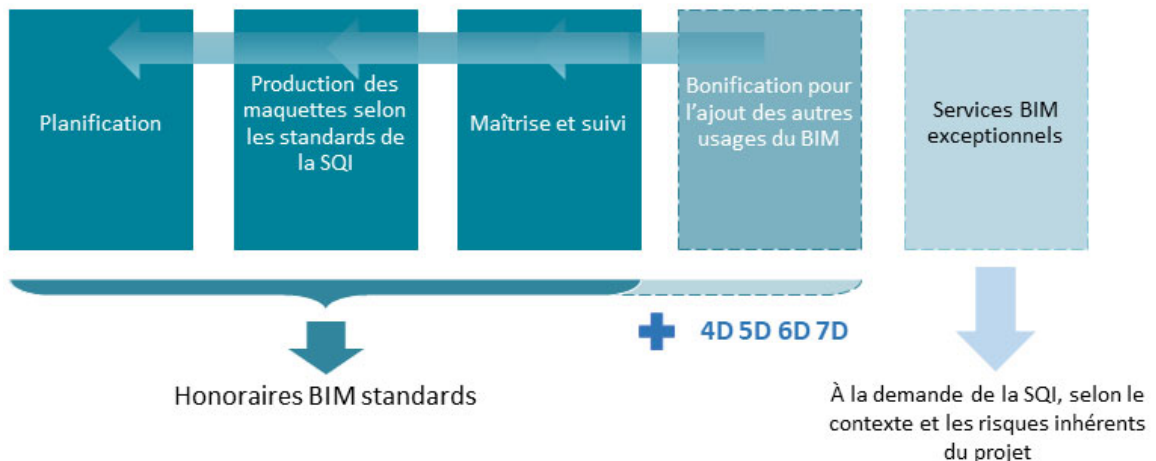 Planification
Production des
maquettes selon
les standards de
la SQI
Maîtrise et suivi
Bonification pour
l'ajout des autres
usages du BIM
Services BIM
exceptionnels
4D 5D 6D 7D
Honoraires BIM standards
À la demande de la SQI, selon le
contexte et les risques inhérents
du projet